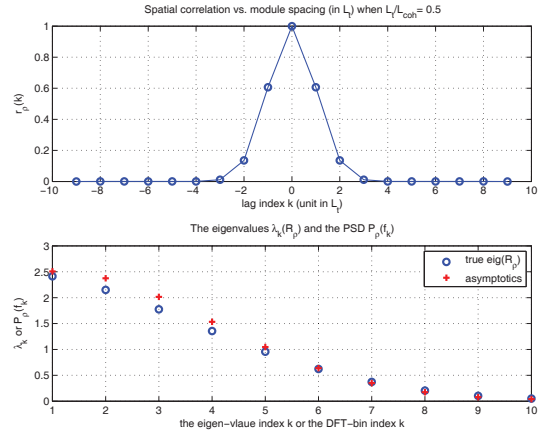 Spatial correlation vs. module spacing (in L_t) when L_t/L_coh= 0.5
r_ρ(k)
1
0.8
0.6
0.4
0.2
0
−10 −8 −6 −4 −2 0 2 4 6 8 10
lag index k (unit in L_t)
The eigenvalues λ_k(R_ρ) and the PSD P_ρ(f_k)
λ_k or P_ρ(f_k)
3
2.5
2
1.5
1
0.5
0
true eig(R_ρ)
asymptotics
1 2 3 4 5 6 7 8 9 10
the eigen−vlaue index k or the DFT−bin index k